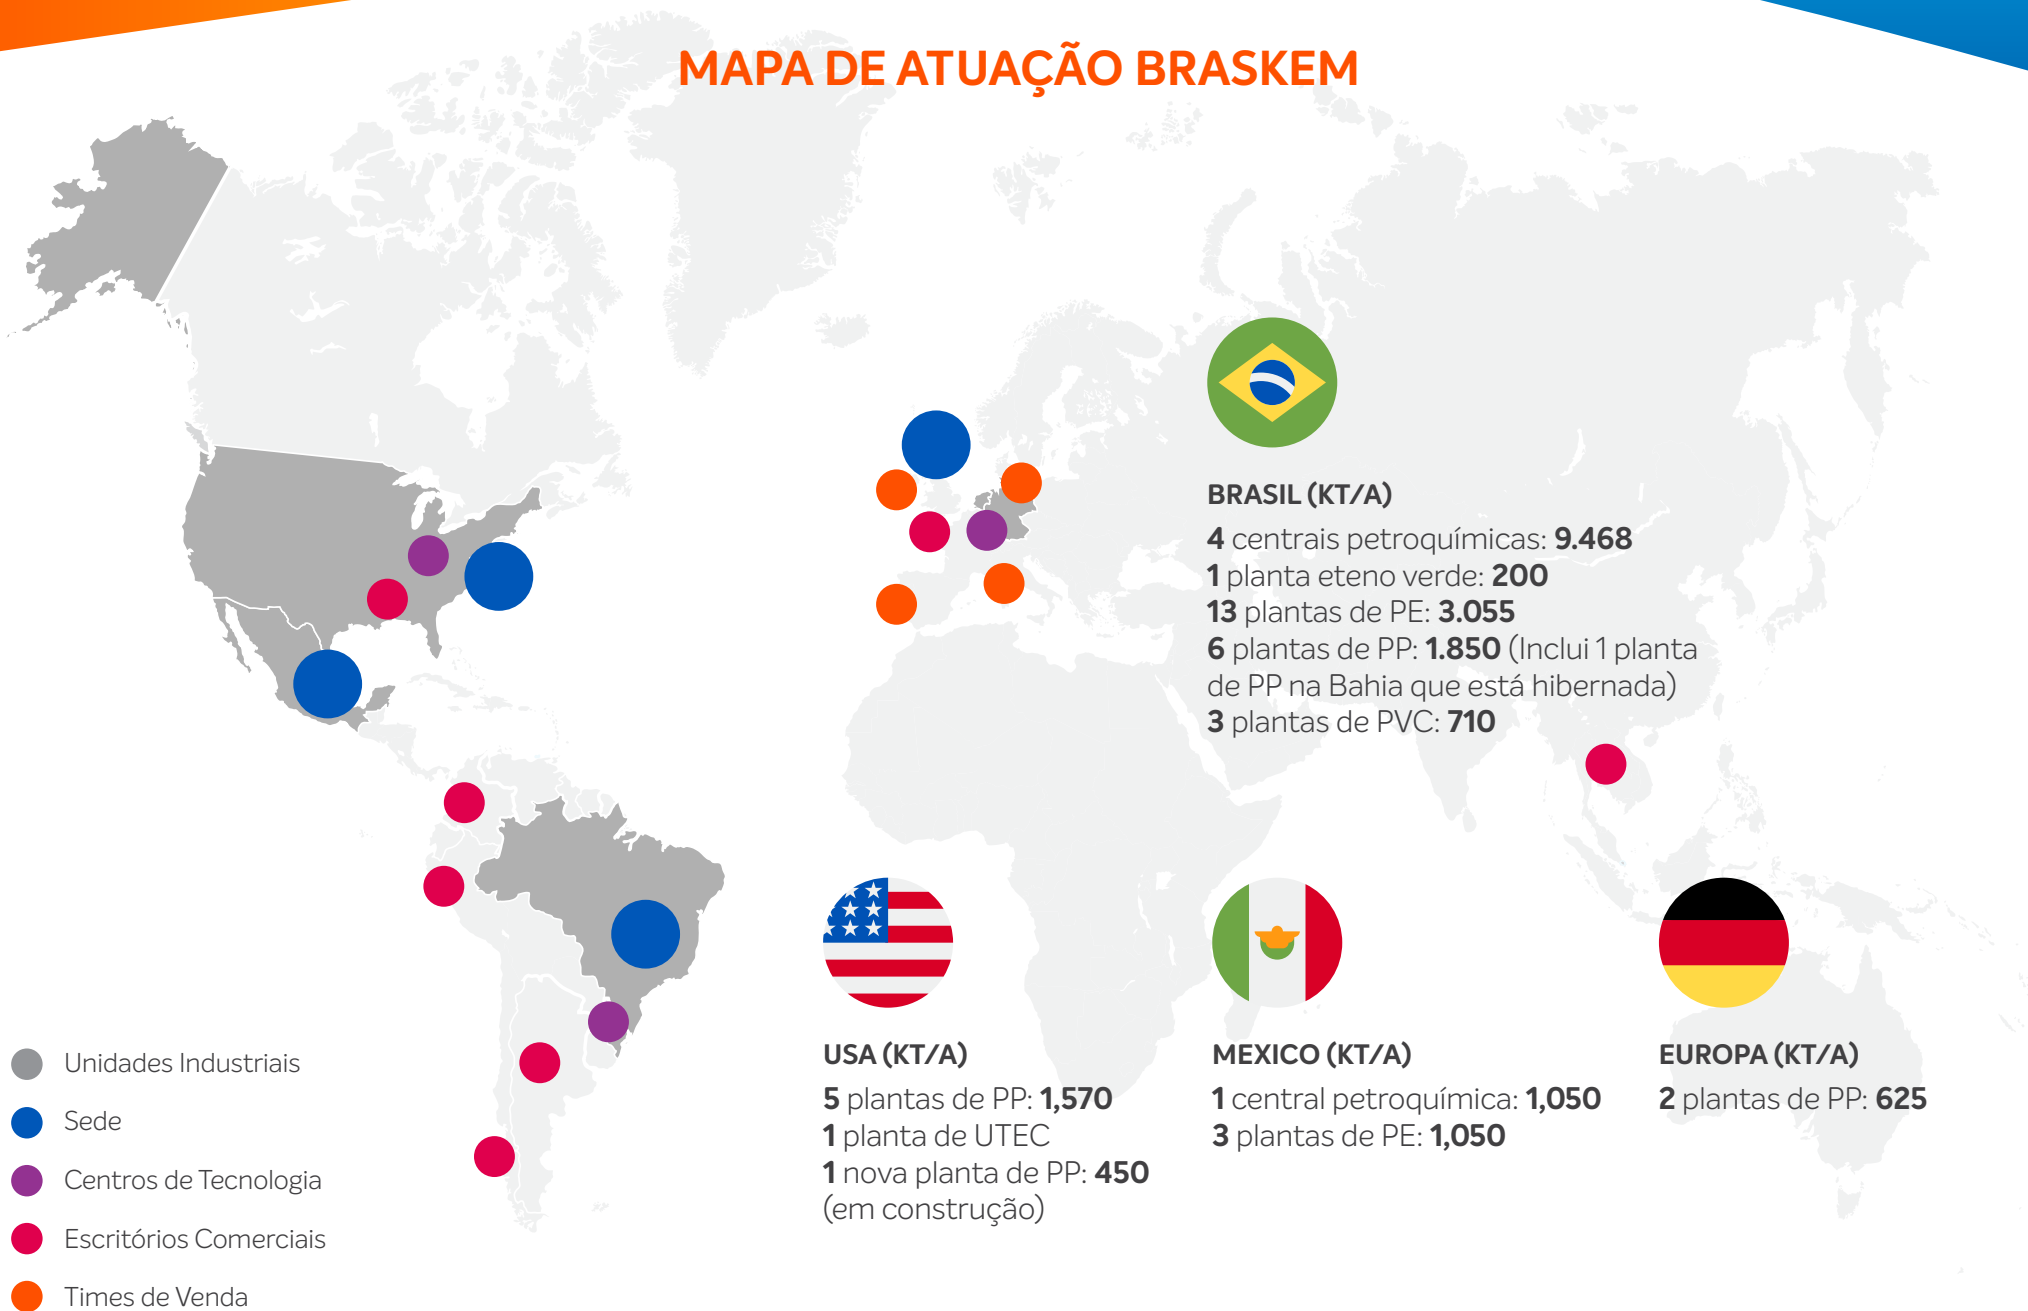 MAPA DE ATUAÇÃO BRASKEM
BRASIL (KT/A)
4 centrais petroquímicas: 9.468
1 planta eteno verde: 200
13 plantas de PE: 3.055
6 plantas de PP: 1.850 (Inclui 1 planta
de PP na Bahia que está hibernada)
3 plantas de PVC: 710
USA (KT/A)
5 plantas de PP: 1,570
1 planta de UTEC
1 nova planta de PP: 450
(em construção)
MEXICO (KT/A)
1 central petroquímica: 1,050
3 plantas de PE: 1,050
EUROPA (KT/A)
2 plantas de PP: 625
Unidades Industriais
Sede
Centros de Tecnologia
Escritórios Comerciais
Times de Venda